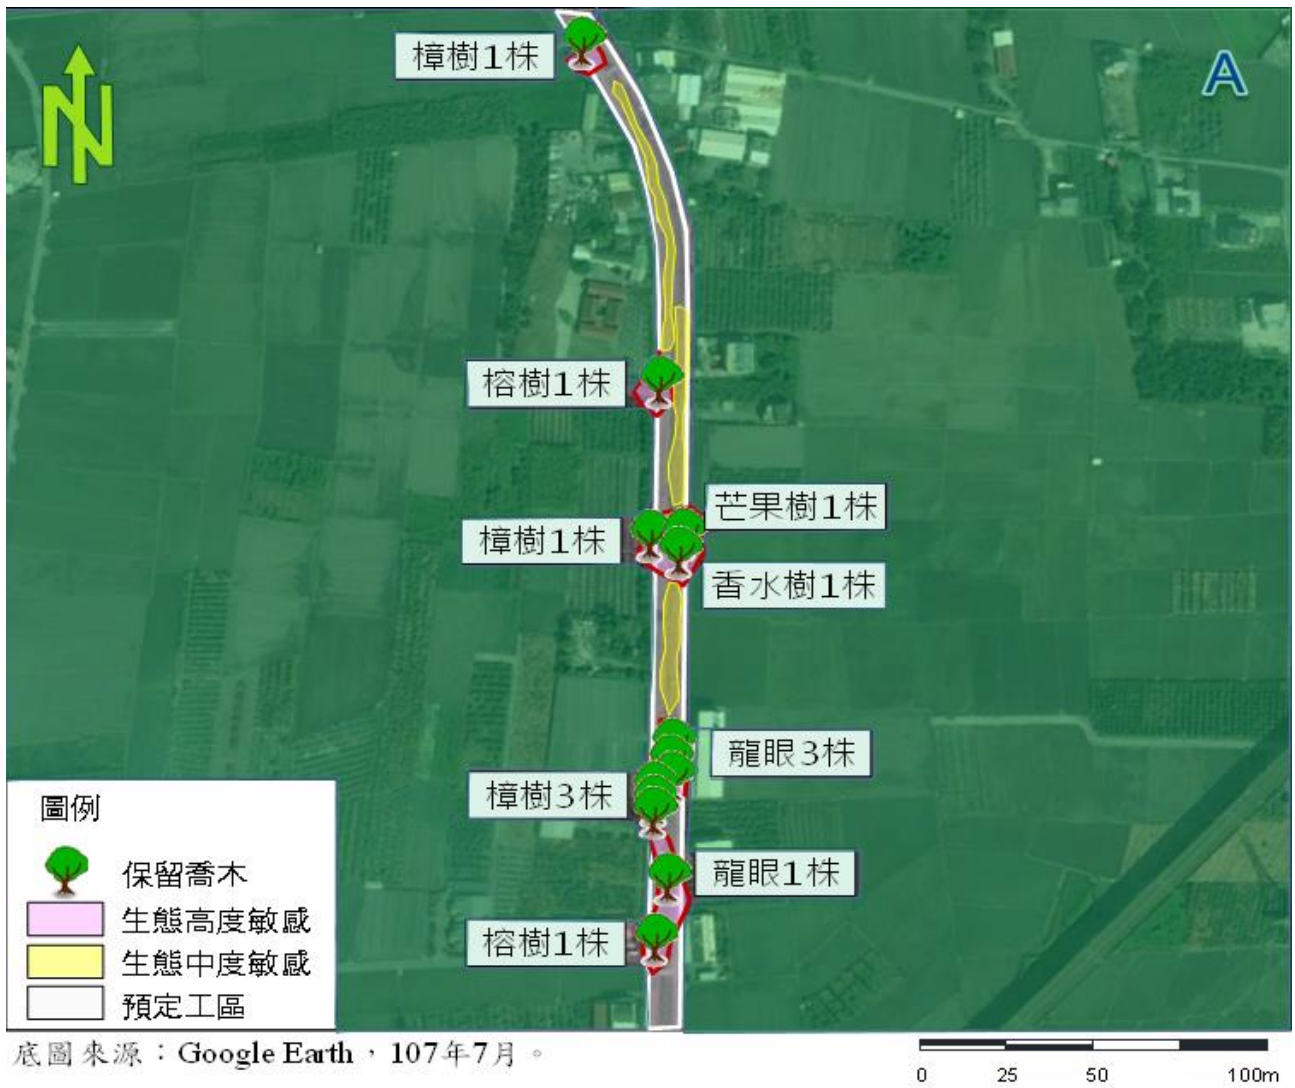 樟樹1株
A
N
榕樹1株
芒果樹1株
樟樹1株
香水樹1株
龍眼3株
樟樹3株
龍眼1株
榕樹1株
圖例
保留喬木
生態高度敏感
生態中度敏感
預定工區
底圖來源：Google Earth，107年7月。
0 25 50 100m